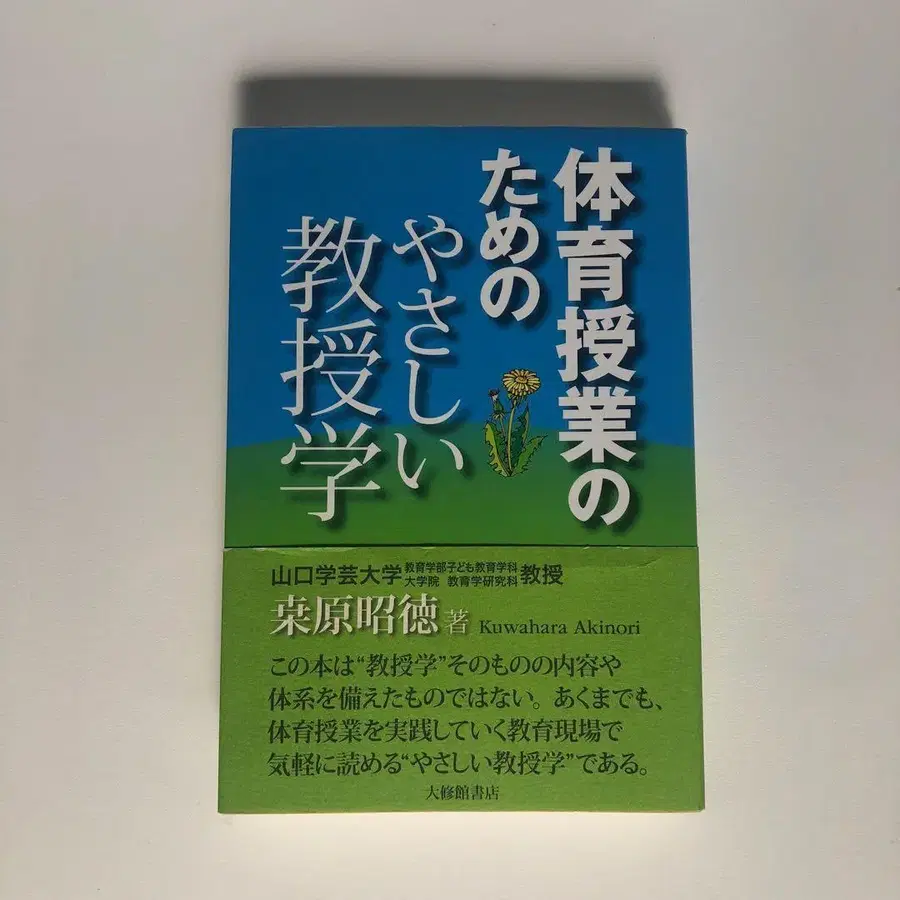 体育授業の
ための
やさしい
教授学
山口学芸大学 教育学部子ども教育学科 教授
大学院 教育学研究科
桒原昭徳 著 Kuwahara Akinori
この本は“教授学”そのものの内容や
体系を備えたものではない。あくまでも、
体育授業を実践していく教育現場で
気軽に読める“やさしい教授学”である。
大修館書店